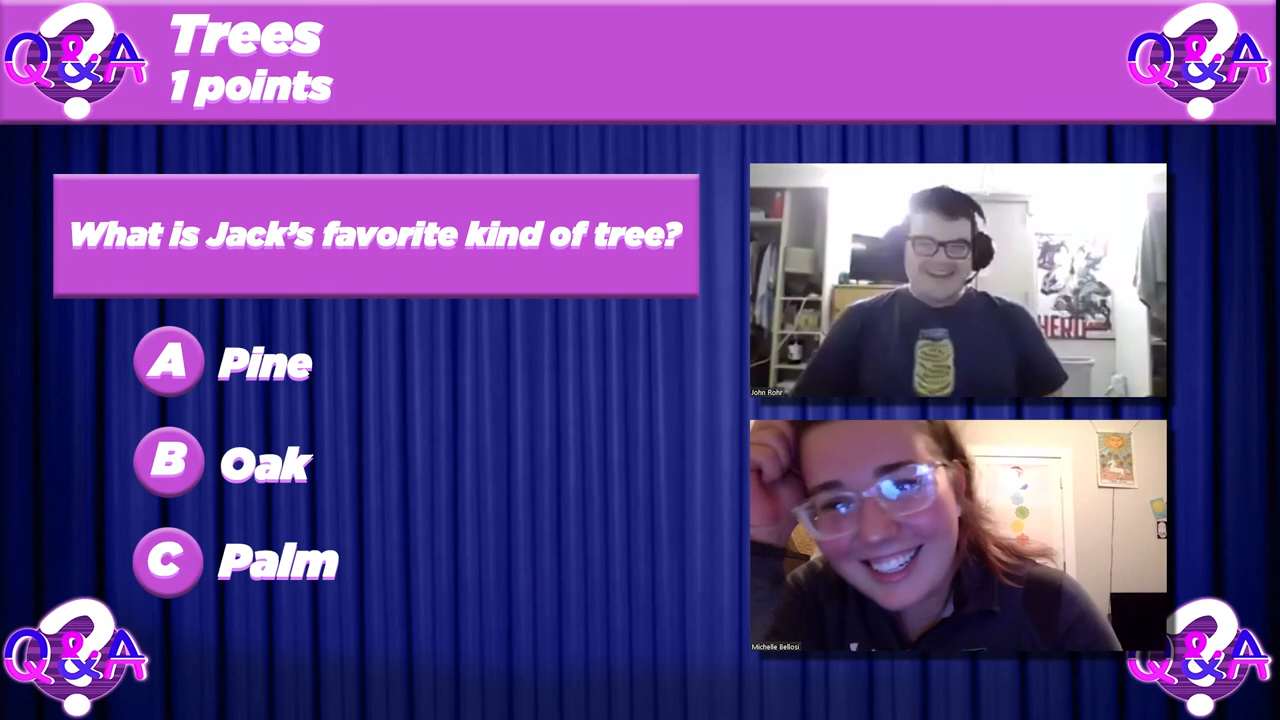 Q&A
Trees
1 points
Q&A
What is Jack's favorite kind of tree?
A Pine
B Oak
C Palm
HERO
John Rohr
Michelle Bellosi
Q&A
Q&A